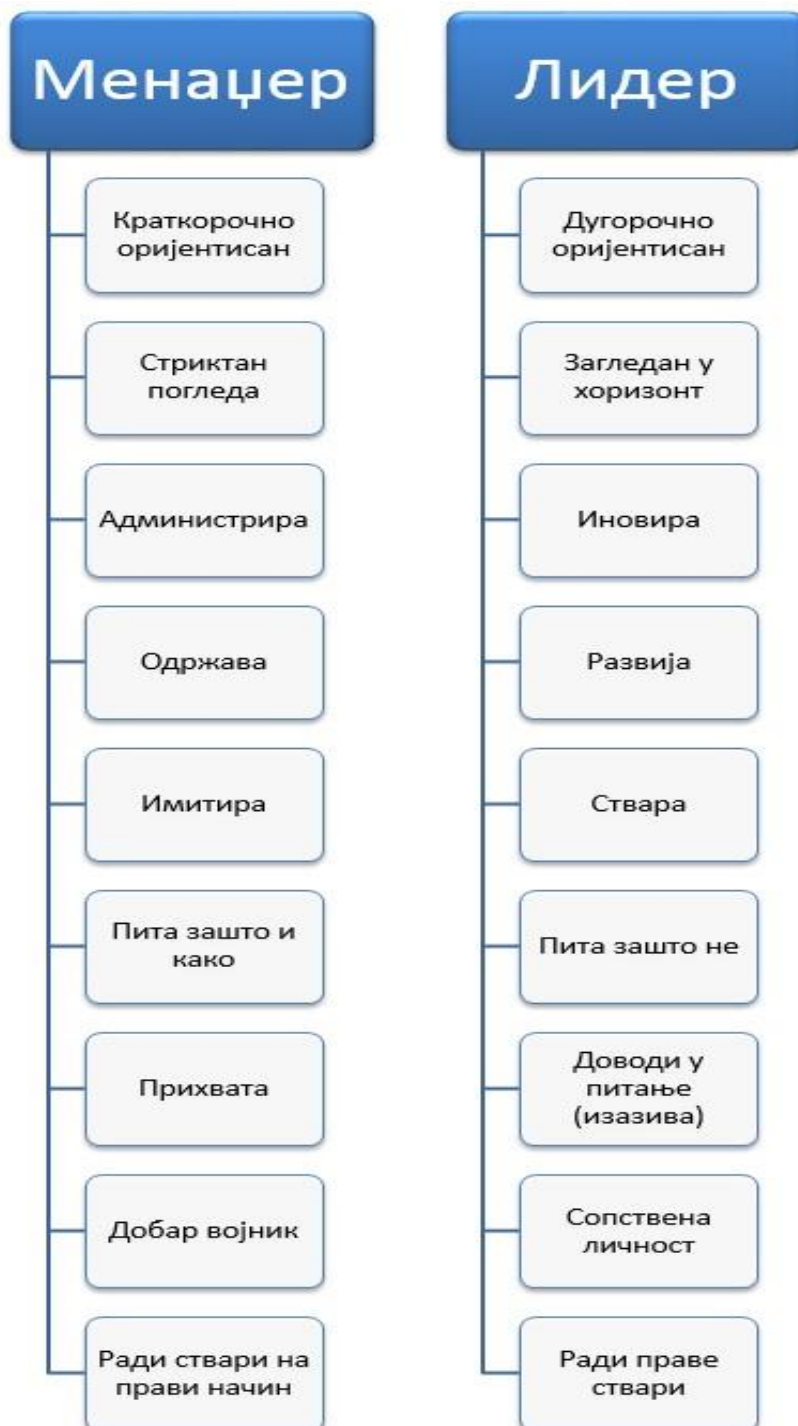 Менаџер
Краткорочно
оријентисан
Стриктан
погледа
Администрира
Одржава
Имитира
Пита зашто и
како
Прихвата
Добар војник
Ради ствари на
прави начин
Лидер
Дугорочно
оријентисан
Загледан у
хоризонт
Иновира
Развија
Ствара
Пита зашто не
Доводи у
питање
(изазива)
Сопствена
личност
Ради праве
ствари